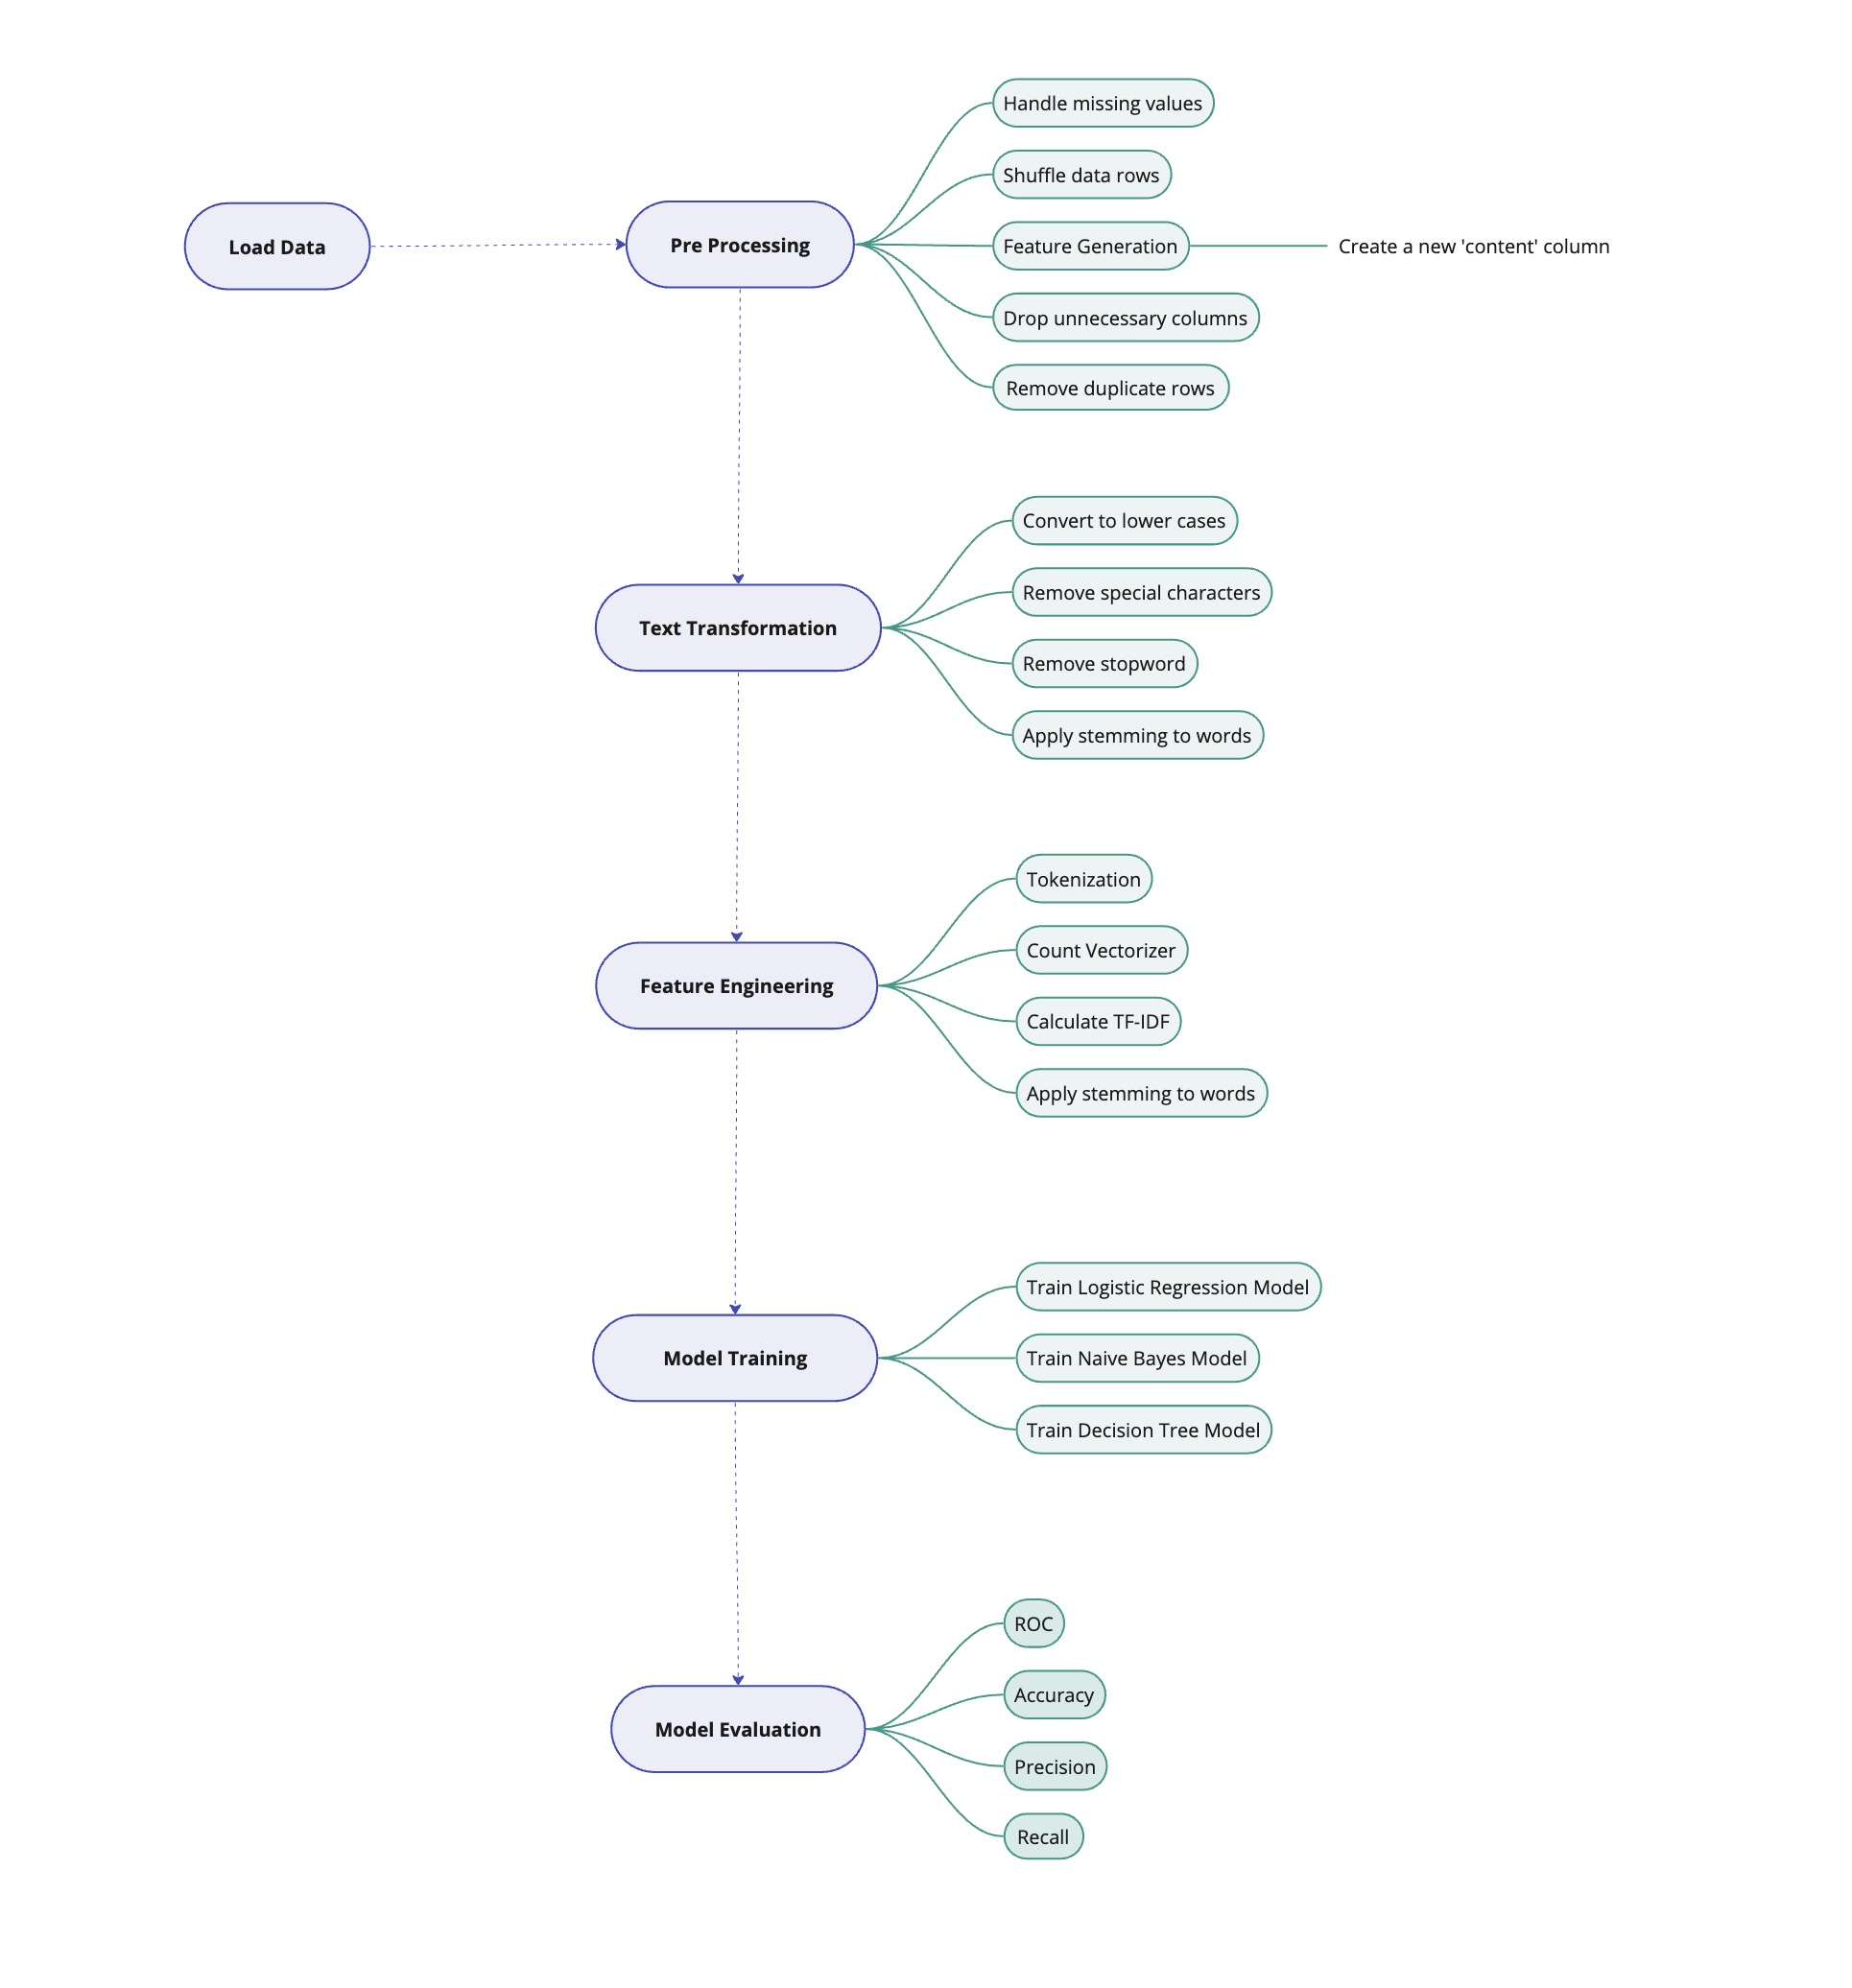 Load Data
Pre Processing
Handle missing values
Shuffle data rows
Feature Generation
Create a new 'content' column
Drop unnecessary columns
Remove duplicate rows
Text Transformation
Convert to lower cases
Remove special characters
Remove stopword
Apply stemming to words
Feature Engineering
Tokenization
Count Vectorizer
Calculate TF-IDF
Apply stemming to words
Model Training
Train Logistic Regression Model
Train Naive Bayes Model
Train Decision Tree Model
Model Evaluation
ROC
Accuracy
Precision
Recall